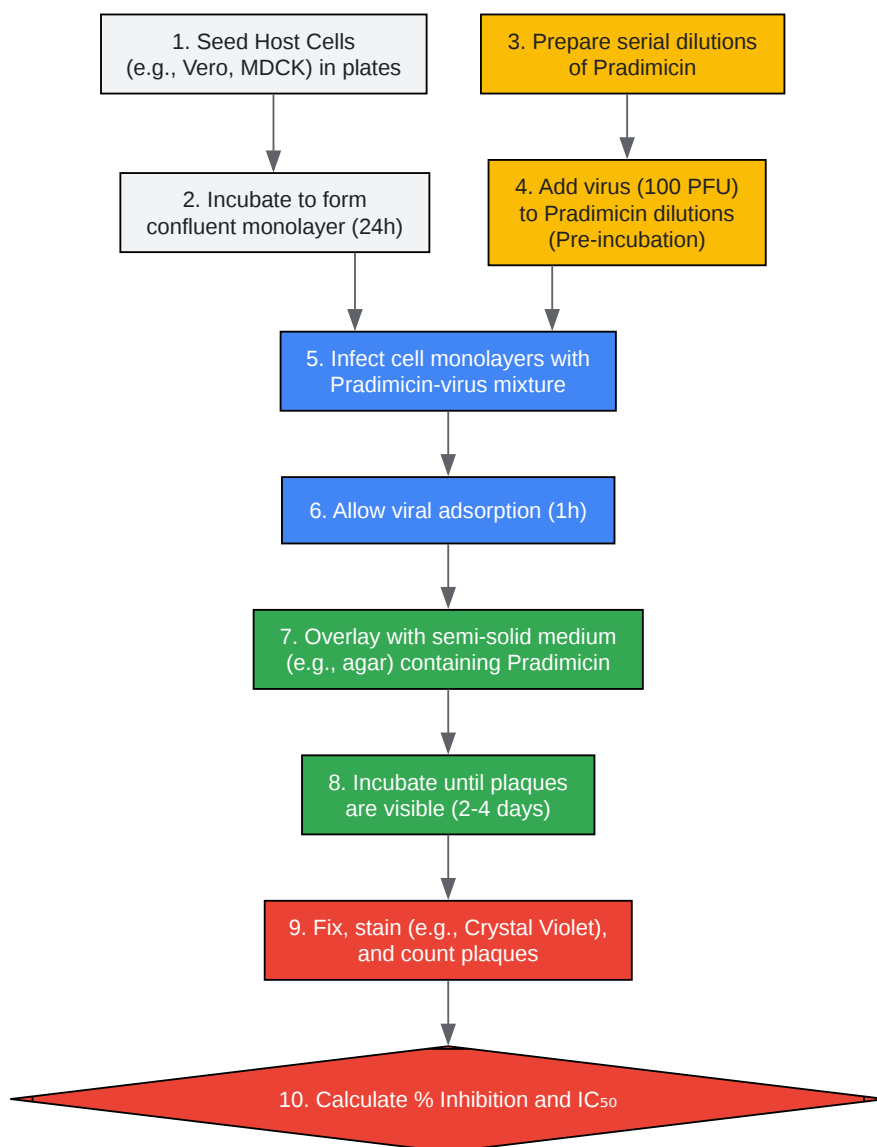 1. Seed Host Cells
(e.g., Vero, MDCK) in plates
3. Prepare serial dilutions
of Pradimicin
2. Incubate to form
confluent monolayer (24h)
4. Add virus (100 PFU)
to Pradimicin dilutions
(Pre-incubation)
5. Infect cell monolayers with
Pradimicin-virus mixture
6. Allow viral adsorption (1h)
7. Overlay with semi-solid medium
(e.g., agar) containing Pradimicin
8. Incubate until plaques
are visible (2-4 days)
9. Fix, stain (e.g., Crystal Violet),
and count plaques
10. Calculate % Inhibition and IC₅₀